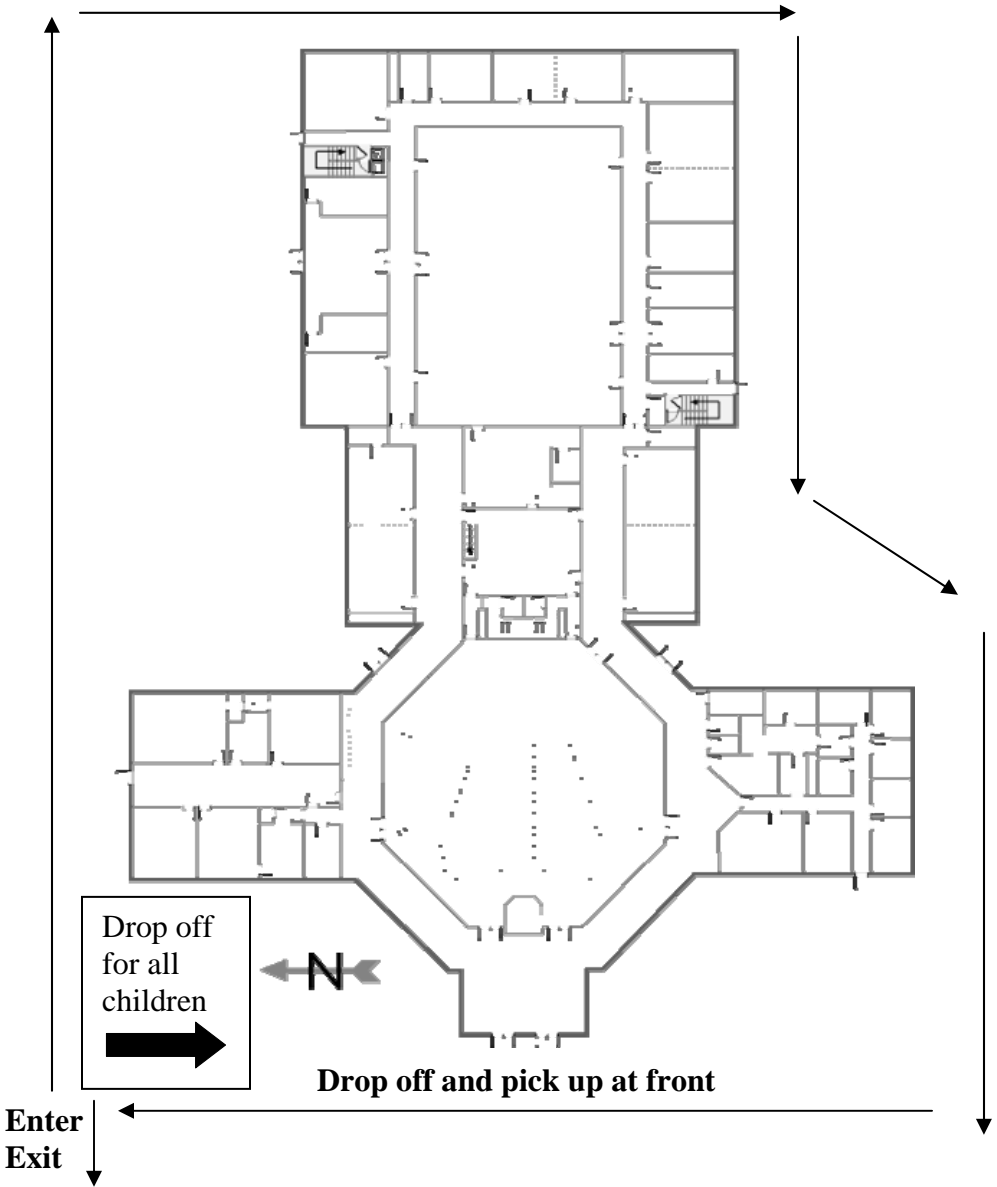 Drop off
for all
children
N
Drop off and pick up at front
Enter
Exit